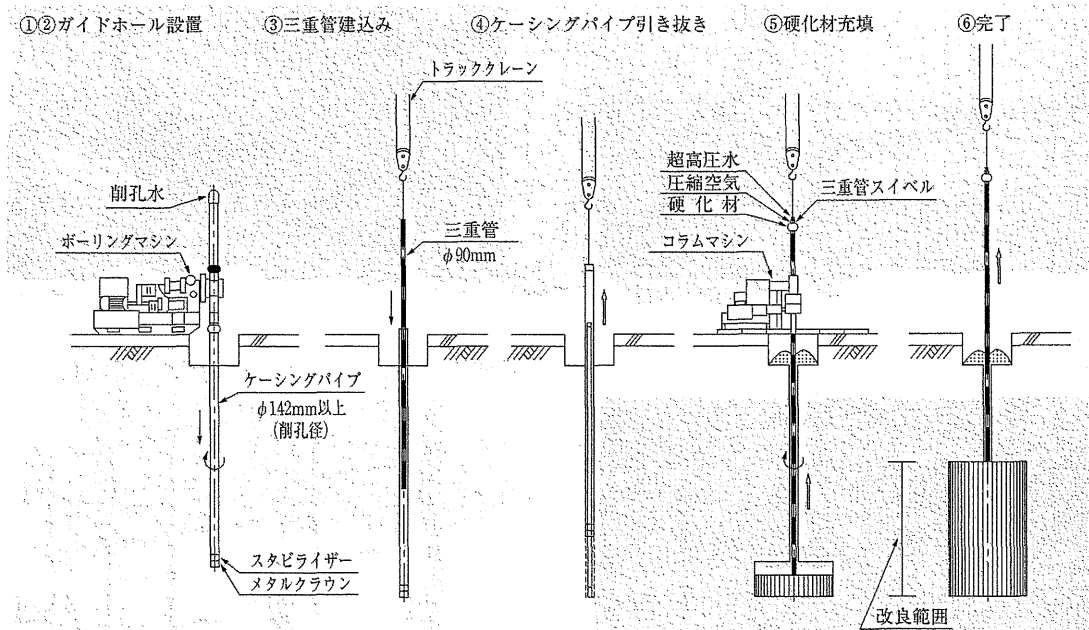 ①②ガイドホール設置
③三重管建込み
④ケーシングパイプ引き抜き
⑤硬化材充填
⑥完了
トラッククレーン
削孔水
ボーリングマシン
三重管
φ90mm
超高圧水
圧縮空気
硬化材
三重管スイベル
コラムマシン
ケーシングパイプ
φ142mm以上
(削孔径)
スタビライザー
メタルクラウン
改良範囲